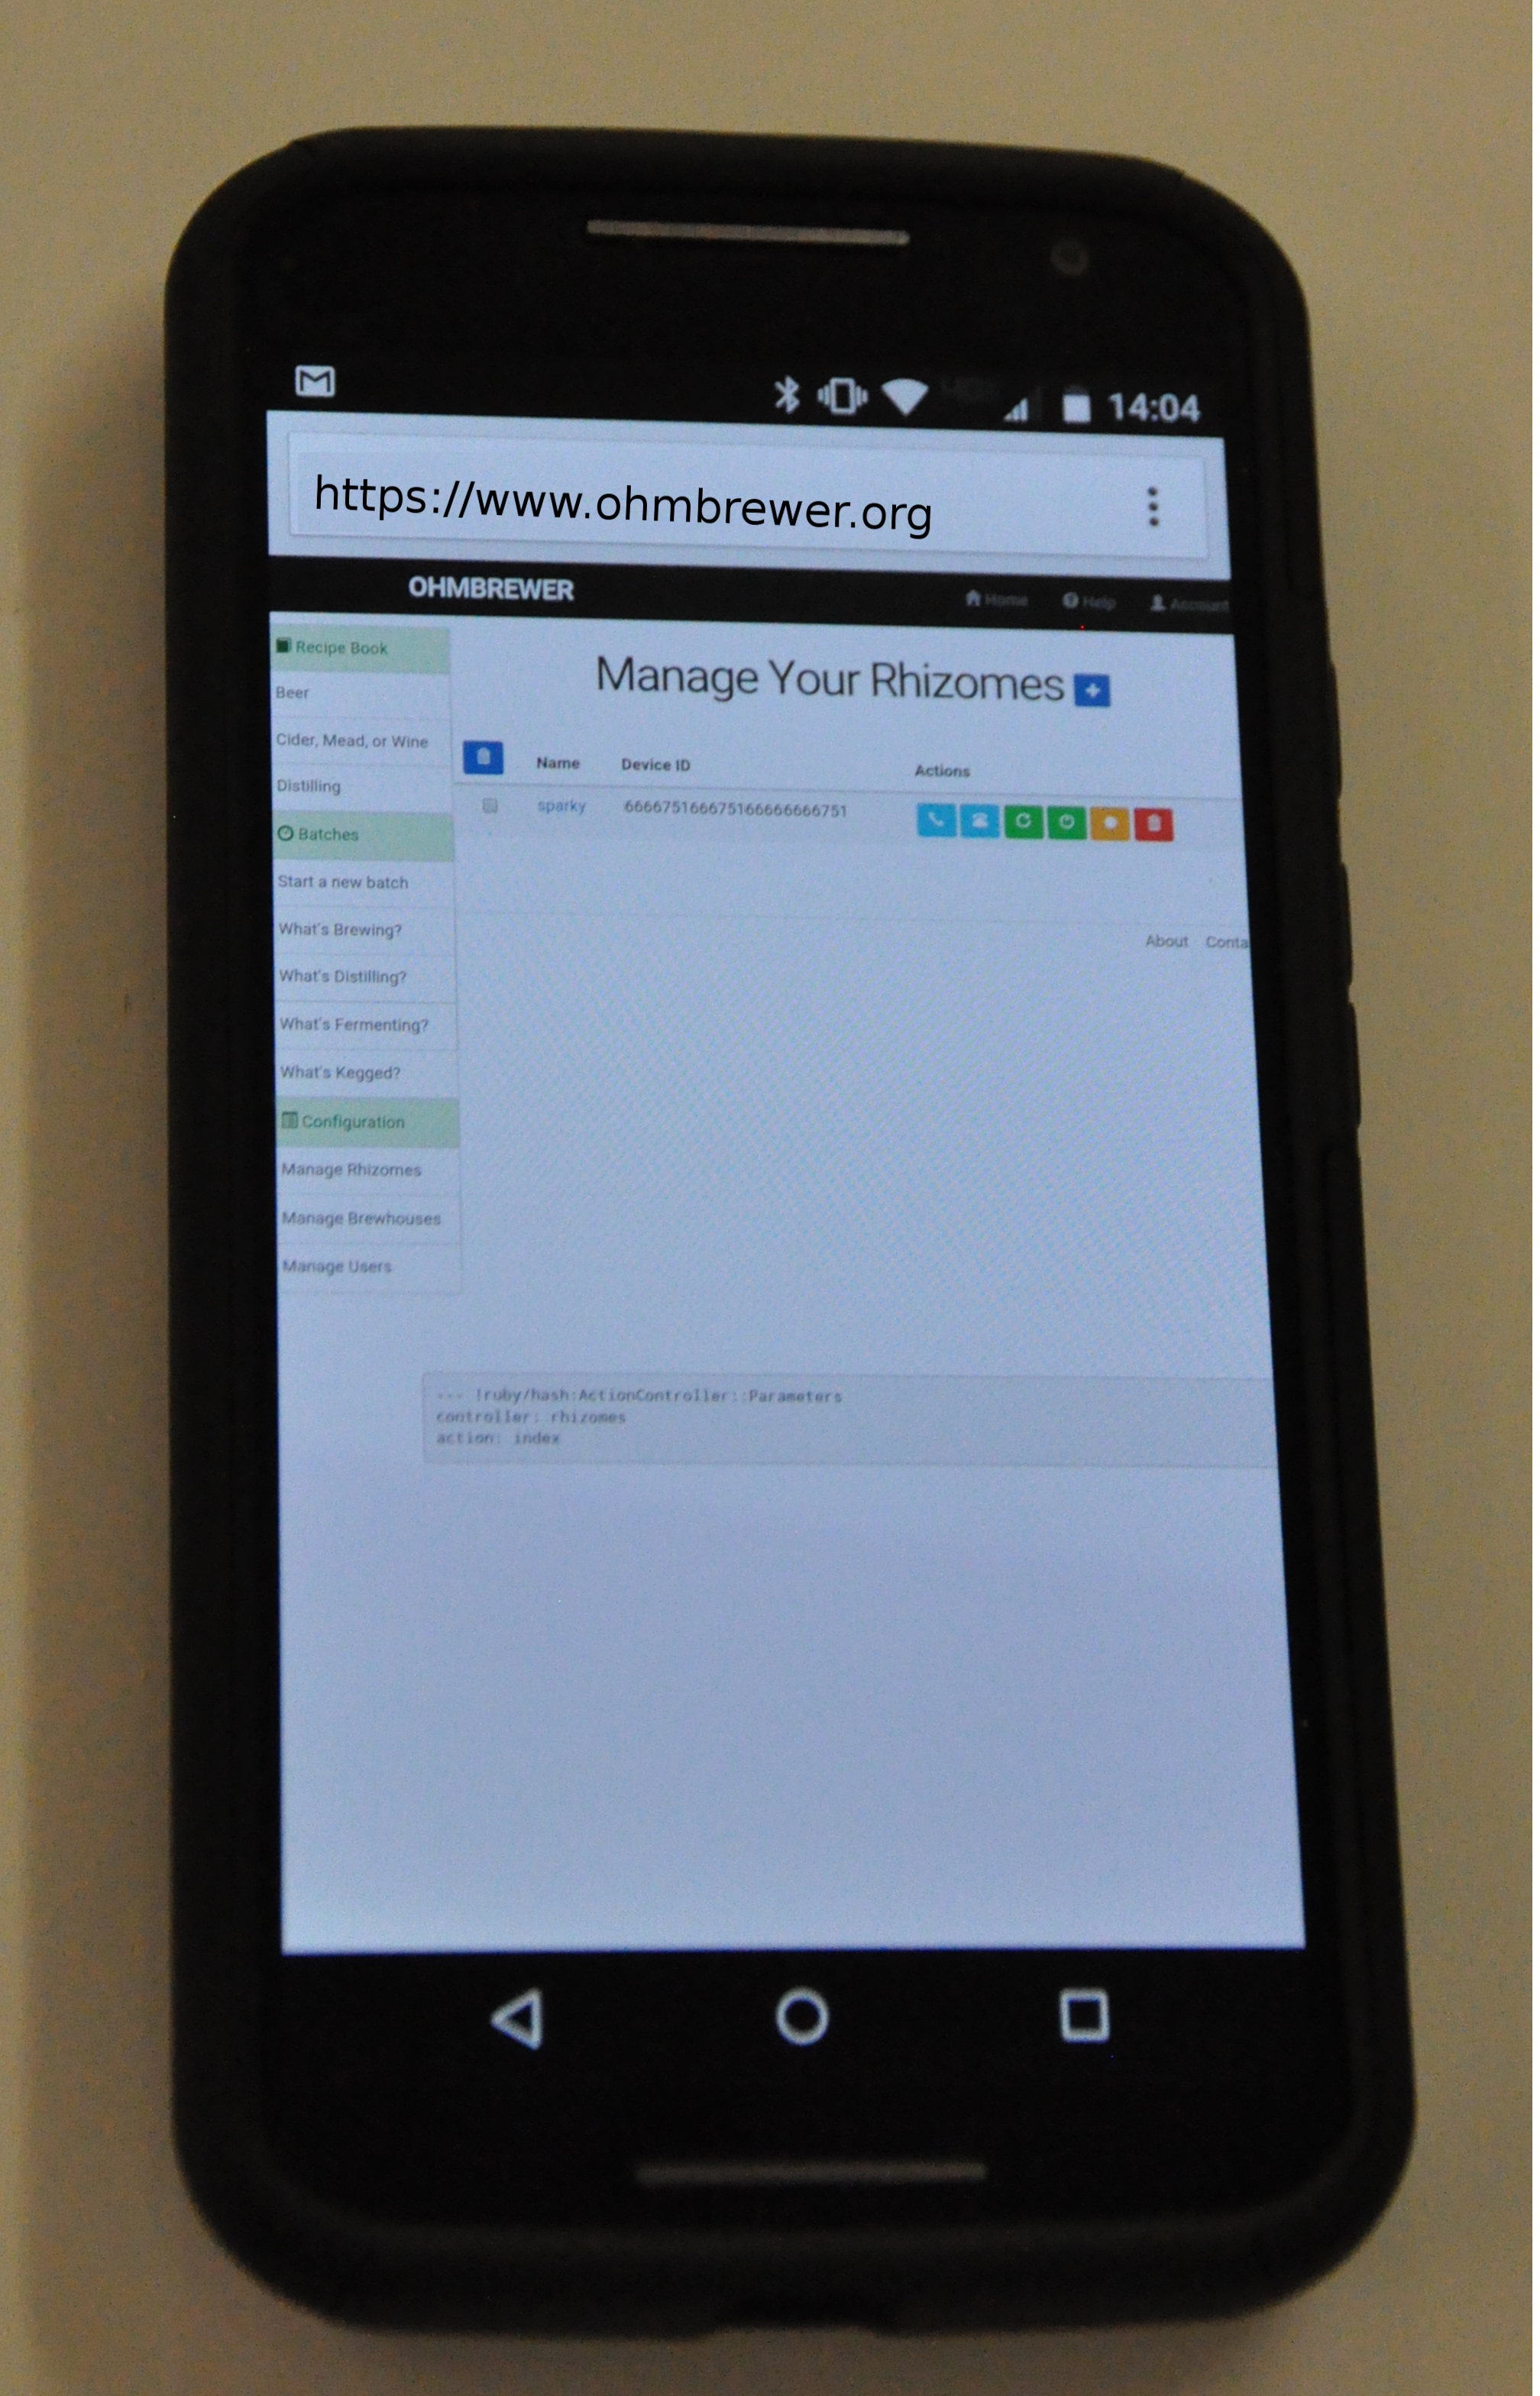 14:04
https://www.ohmbrewer.org
OHMBREWER Home Help Account
Recipe Book
Beer
Cider, Mead, or Wine
Distilling
Batches
Start a new batch
What's Brewing?
What's Distilling?
What's Fermenting?
What's Kegged?
Configuration
Manage Rhizomes
Manage Brewhouses
Manage Users
Manage Your Rhizomes
Name Device ID Actions
sparky 666675166675166666666751
About Conta
--- !ruby/hash:ActionController::Parameters
controller: rhizomes
action: index